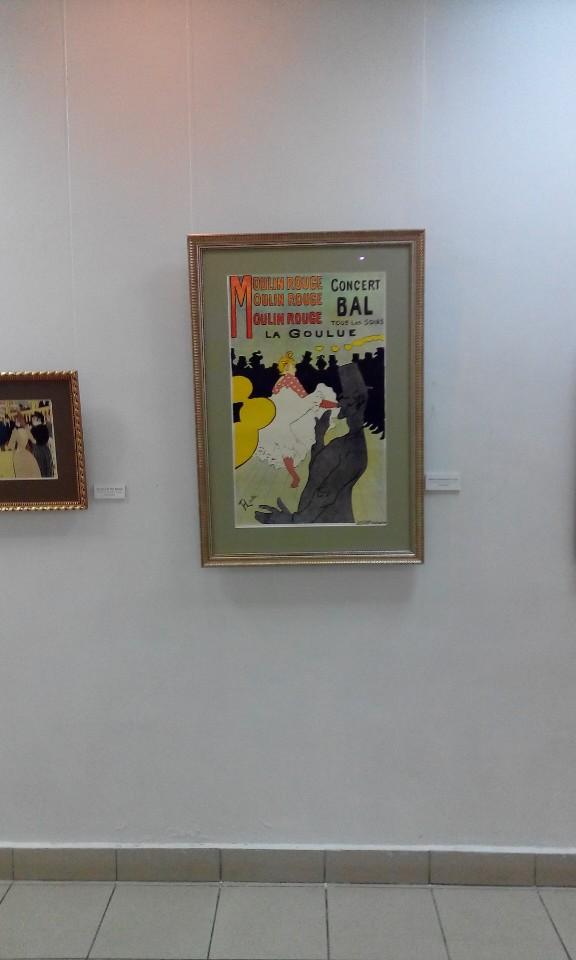 MOULIN ROUGE
MOULIN ROUGE
MOULIN ROUGE
CONCERT
BAL
TOUS LES SOIRS
LA GOULUE